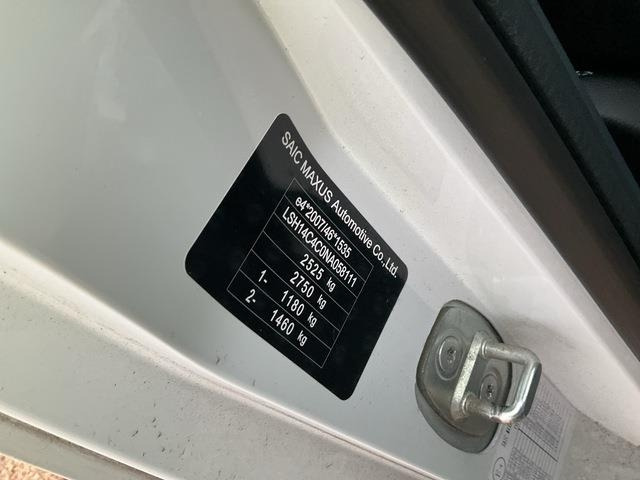 SAIC MAXUS Automotive Co.,Ltd.
e4*2007/46*1535
LSH14C4C0NA058111
2525 kg
2750 kg
1- 1180 kg
2- 1460 kg